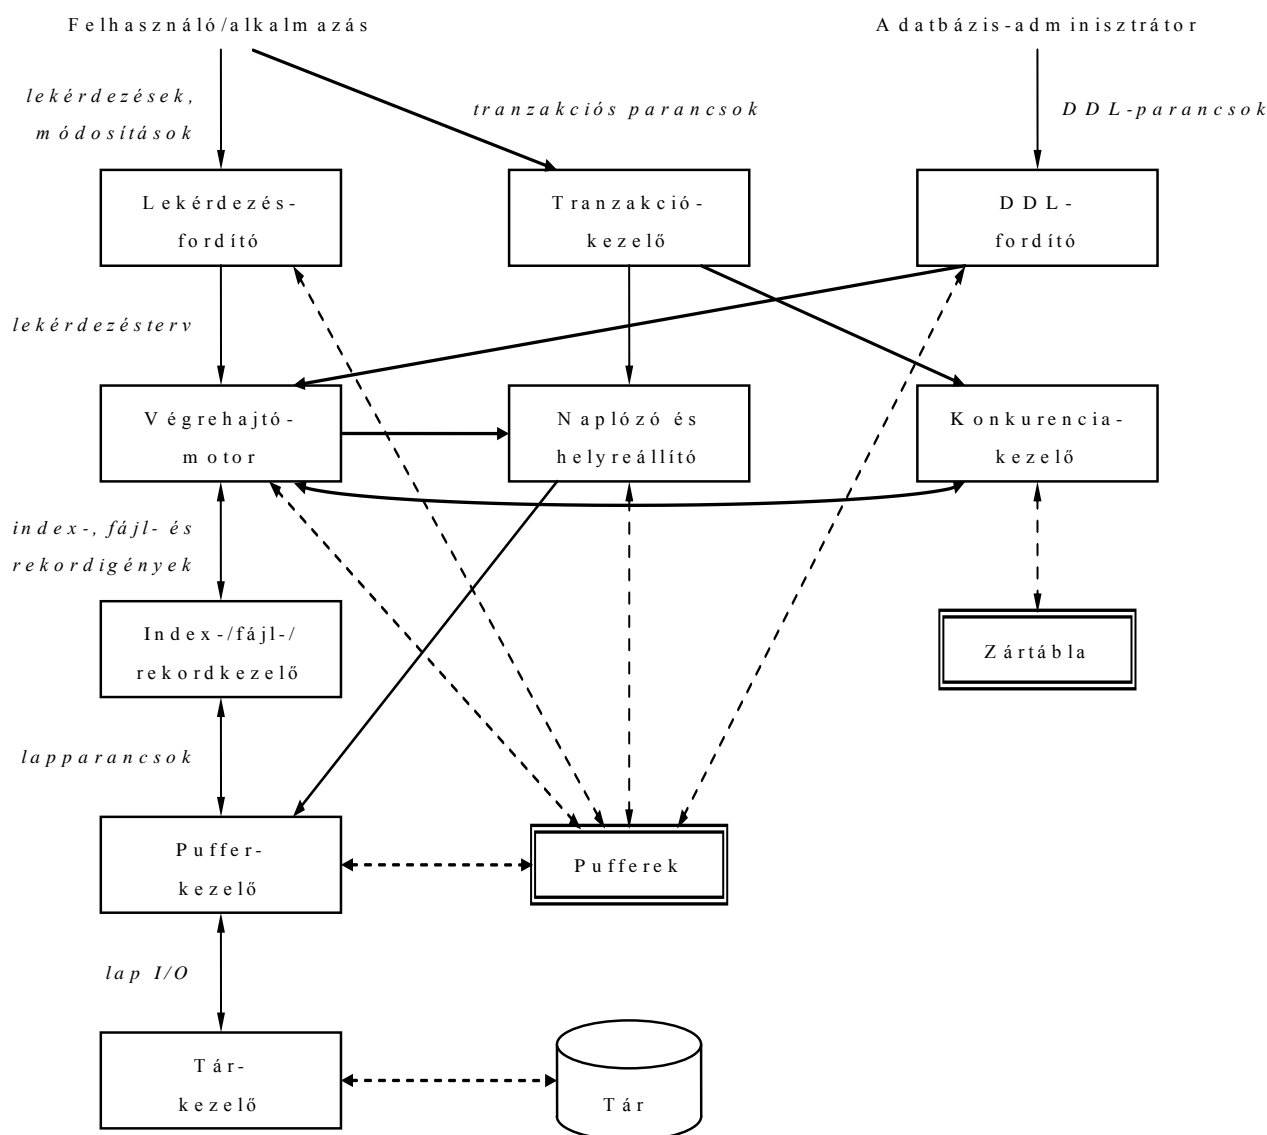 Felhasználó/alkalmazás
Adatbázis-adminisztrátor
lekérdezések,
módosítások
tranzakciós parancsok
DDL-parancsok
Lekérdezés-
fordító
Tranzakció-
kezelő
DDL-
fordító
lekérdezésterv
Végrehajtó-
motor
Naplózó és
helyreállító
Konkurencia-
kezelő
index-, fájl- és
rekordigények
Index-/fájl-/
rekordkezelő
Zártábla
lapparancsok
Puffer-
kezelő
Pufferek
lap I/O
Tár-
kezelő
Tár